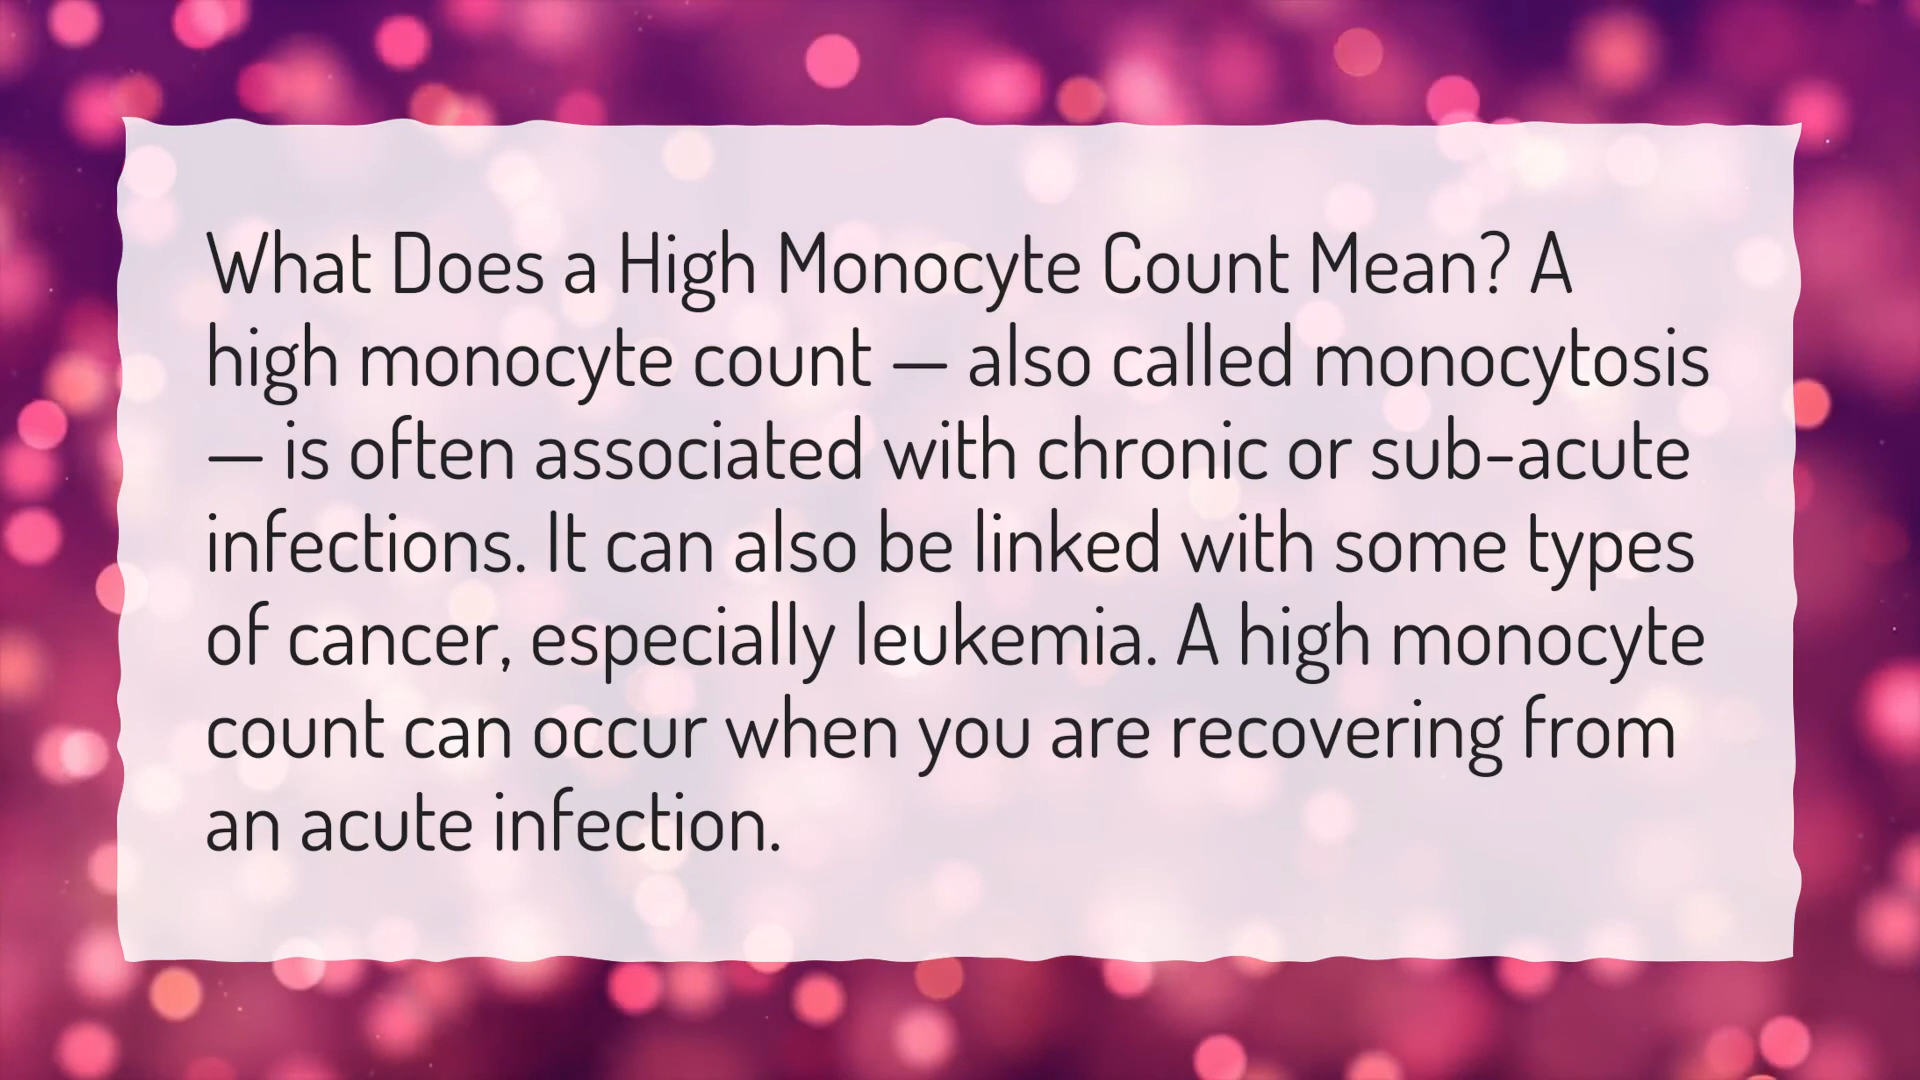 What Does a High Monocyte Count Mean? A
high monocyte count — also called monocytosis
— is often associated with chronic or sub-acute
infections. It can also be linked with some types
of cancer, especially leukemia. A high monocyte
count can occur when you are recovering from
an acute infection.